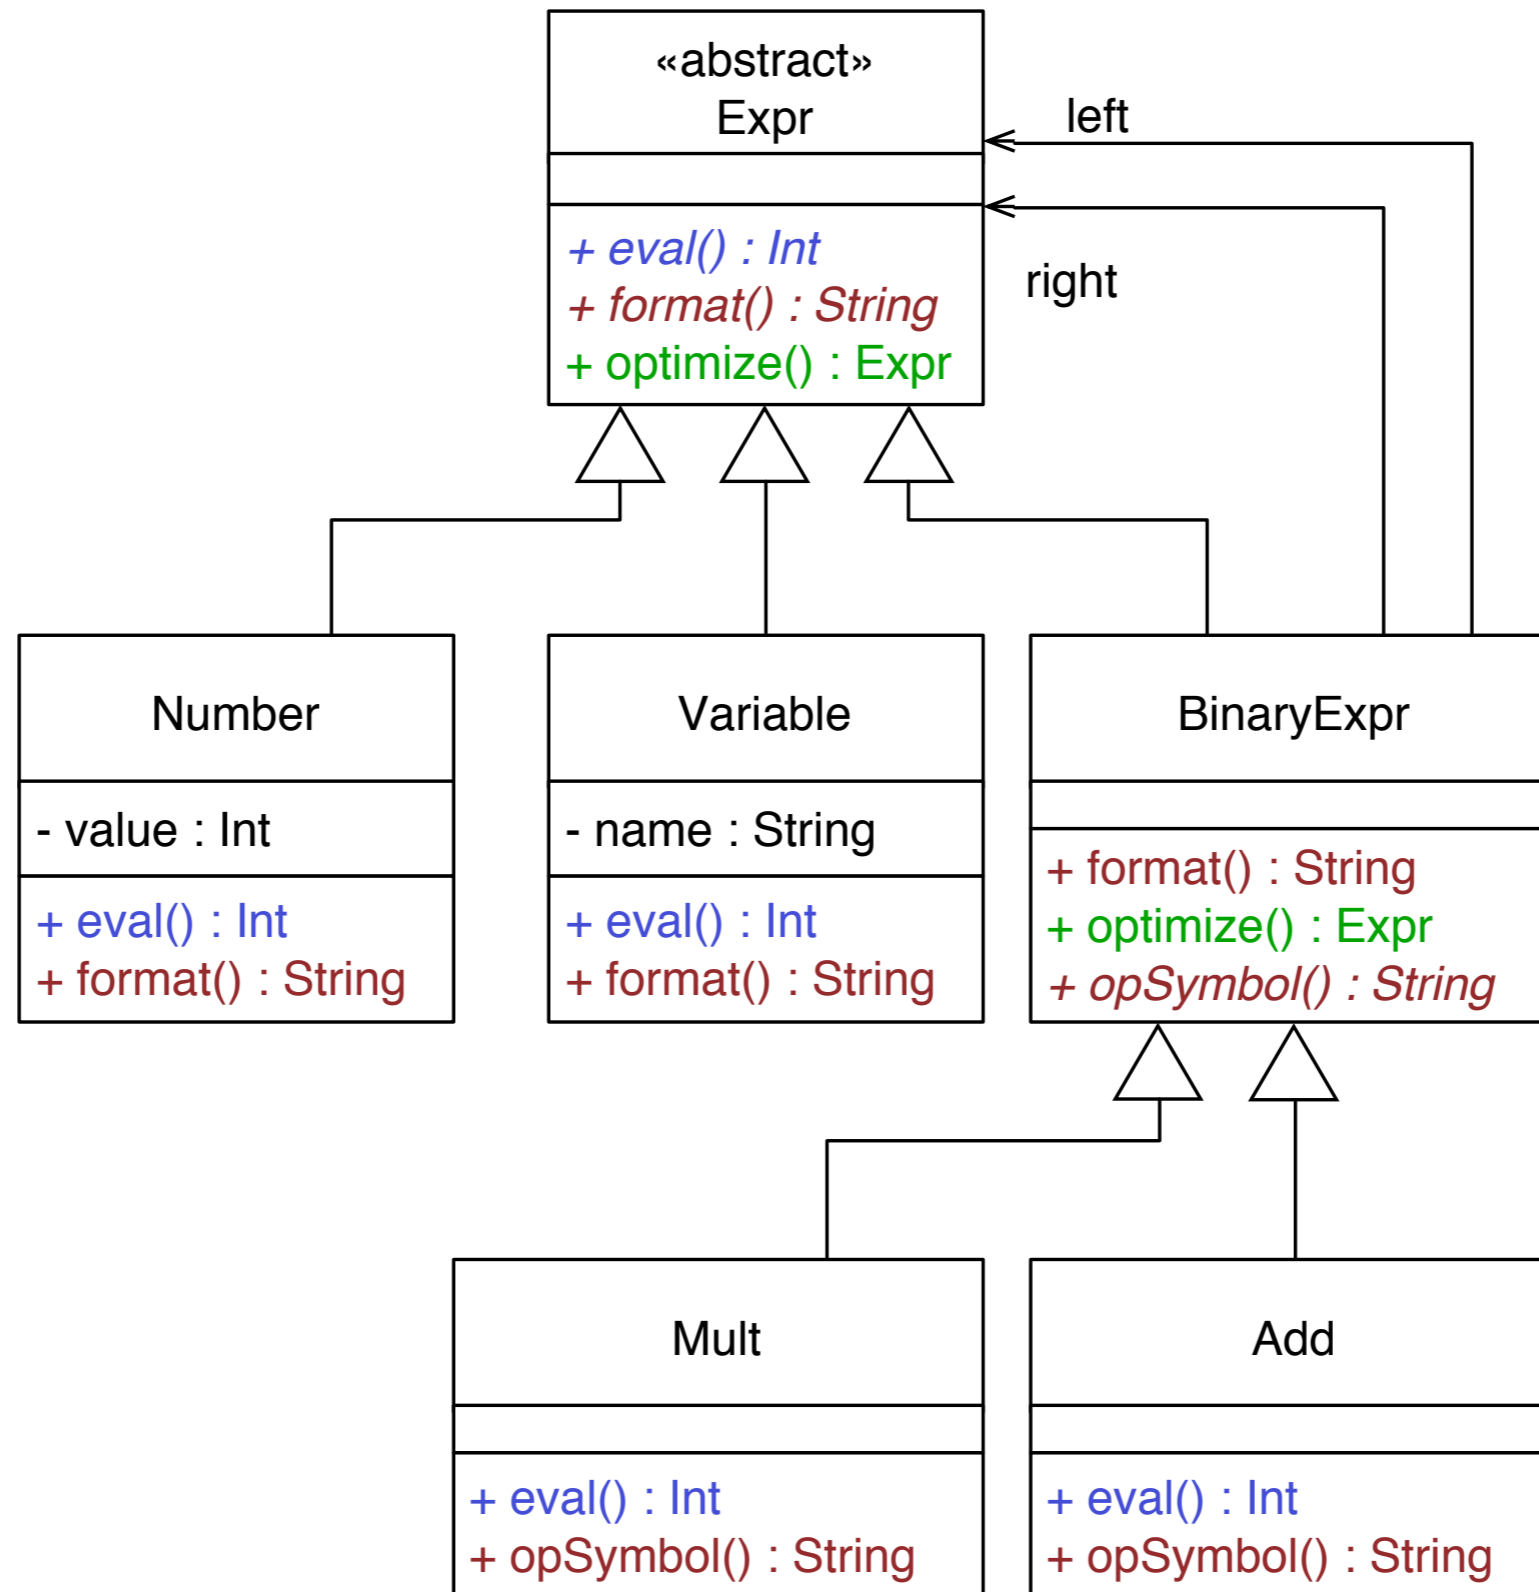 «abstract»
Expr
left
+ eval() : Int
right
+ format() : String
+ optimize() : Expr
Number
Variable
BinaryExpr
- value : Int
- name : String
+ eval() : Int
+ format() : String
+ eval() : Int
+ format() : String
+ format() : String
+ optimize() : Expr
+ opSymbol() : String
Mult
Add
+ eval() : Int
+ opSymbol() : String
+ eval() : Int
+ opSymbol() : String